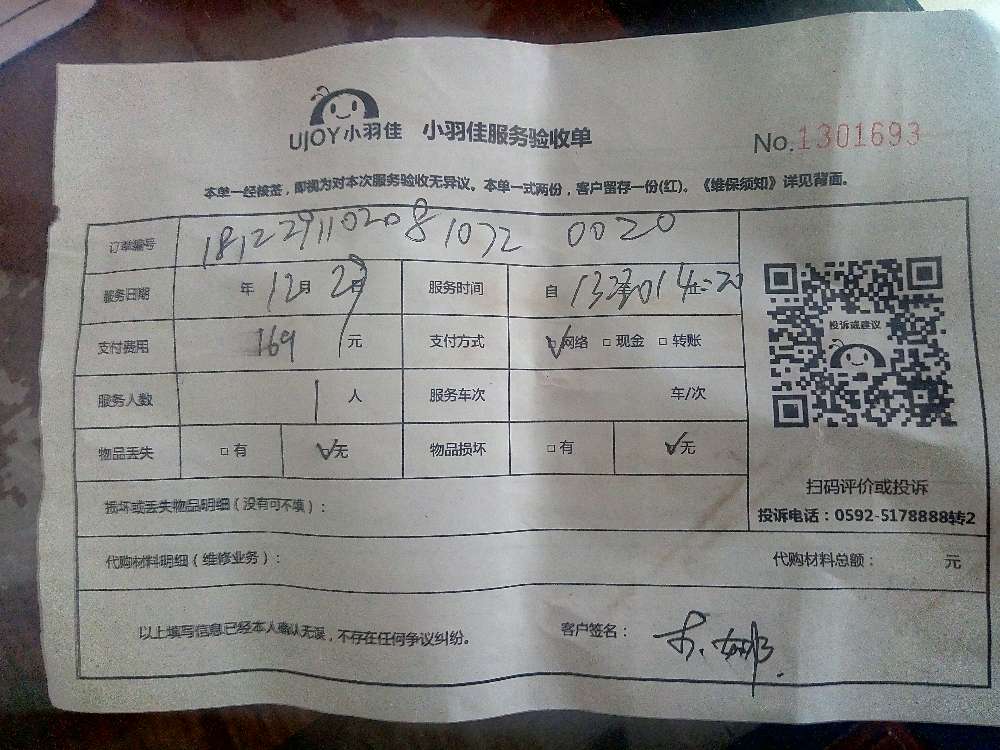 UJOY小羽佳 小羽佳服务验收单 No.1301693
本单一经核签，即视为对本次服务验收无异议。本单一式两份，客户留存一份(红)。《维保须知》详见背面。
订单编号 181229110208 1072 0020
服务日期 年 12月 29日 服务时间 自
支付费用 169 元 支付方式 网络 现金 转账
投诉或建议
服务人数 1 人 服务车次 车/次
物品丢失 有 无 物品损坏 有 无
扫码评价或投诉
损坏或丢失物品明细（没有可不填）：
投诉电话：0592-5178888转2
代购材料明细（维修业务）： 代购材料总额： 元
以上填写信息已经本人确认无误，不存在任何争议纠纷。 客户签名：